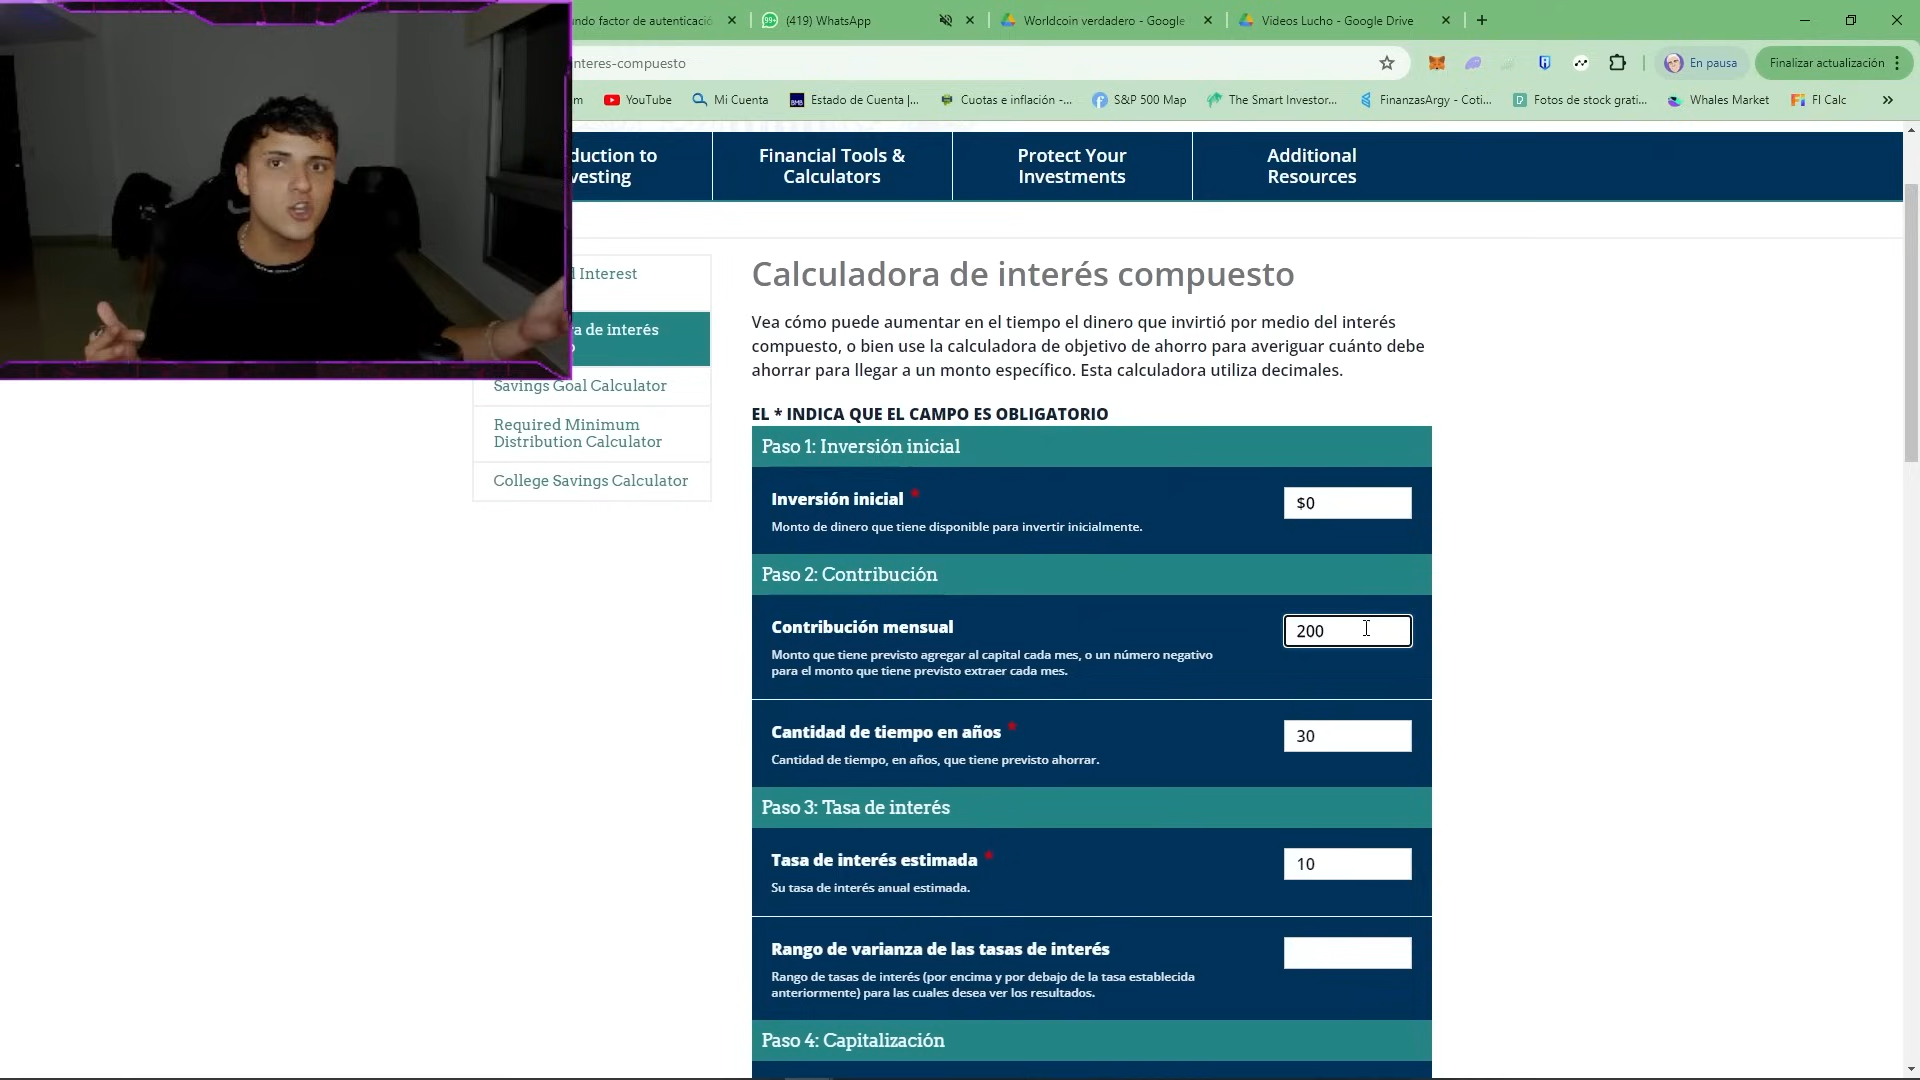 ndo factor de autenticació
(419) WhatsApp
Worldcoin verdadero - Google
Videos Lucho - Google Drive
nteres-compuesto
En pausa
Finalizar actualización
m
YouTube
Mi Cuenta
Estado de Cuenta |...
Cuotas e inflación -...
S&P 500 Map
The Smart Investor...
FinanzasArgy - Coti...
Fotos de stock grati...
Whales Market
FI Calc
duction to
vesting
Financial Tools &
Calculators
Protect Your
Investments
Additional
Resources
l Interest
a de interés
o
Savings Goal Calculator
Required Minimum
Distribution Calculator
College Savings Calculator
Calculadora de interés compuesto
Vea cómo puede aumentar en el tiempo el dinero que invirtió por medio del interés
compuesto, o bien use la calculadora de objetivo de ahorro para averiguar cuánto debe
ahorrar para llegar a un monto específico. Esta calculadora utiliza decimales.
EL * INDICA QUE EL CAMPO ES OBLIGATORIO
Paso 1: Inversión inicial
Inversión inicial *
$0
Monto de dinero que tiene disponible para invertir inicialmente.
Paso 2: Contribución
Contribución mensual
200
Monto que tiene previsto agregar al capital cada mes, o un número negativo
para el monto que tiene previsto extraer cada mes.
Cantidad de tiempo en años *
30
Cantidad de tiempo, en años, que tiene previsto ahorrar.
Paso 3: Tasa de interés
Tasa de interés estimada *
10
Su tasa de interés anual estimada.
Rango de varianza de las tasas de interés
Rango de tasas de interés (por encima y por debajo de la tasa establecida
anteriormente) para las cuales desea ver los resultados.
Paso 4: Capitalización